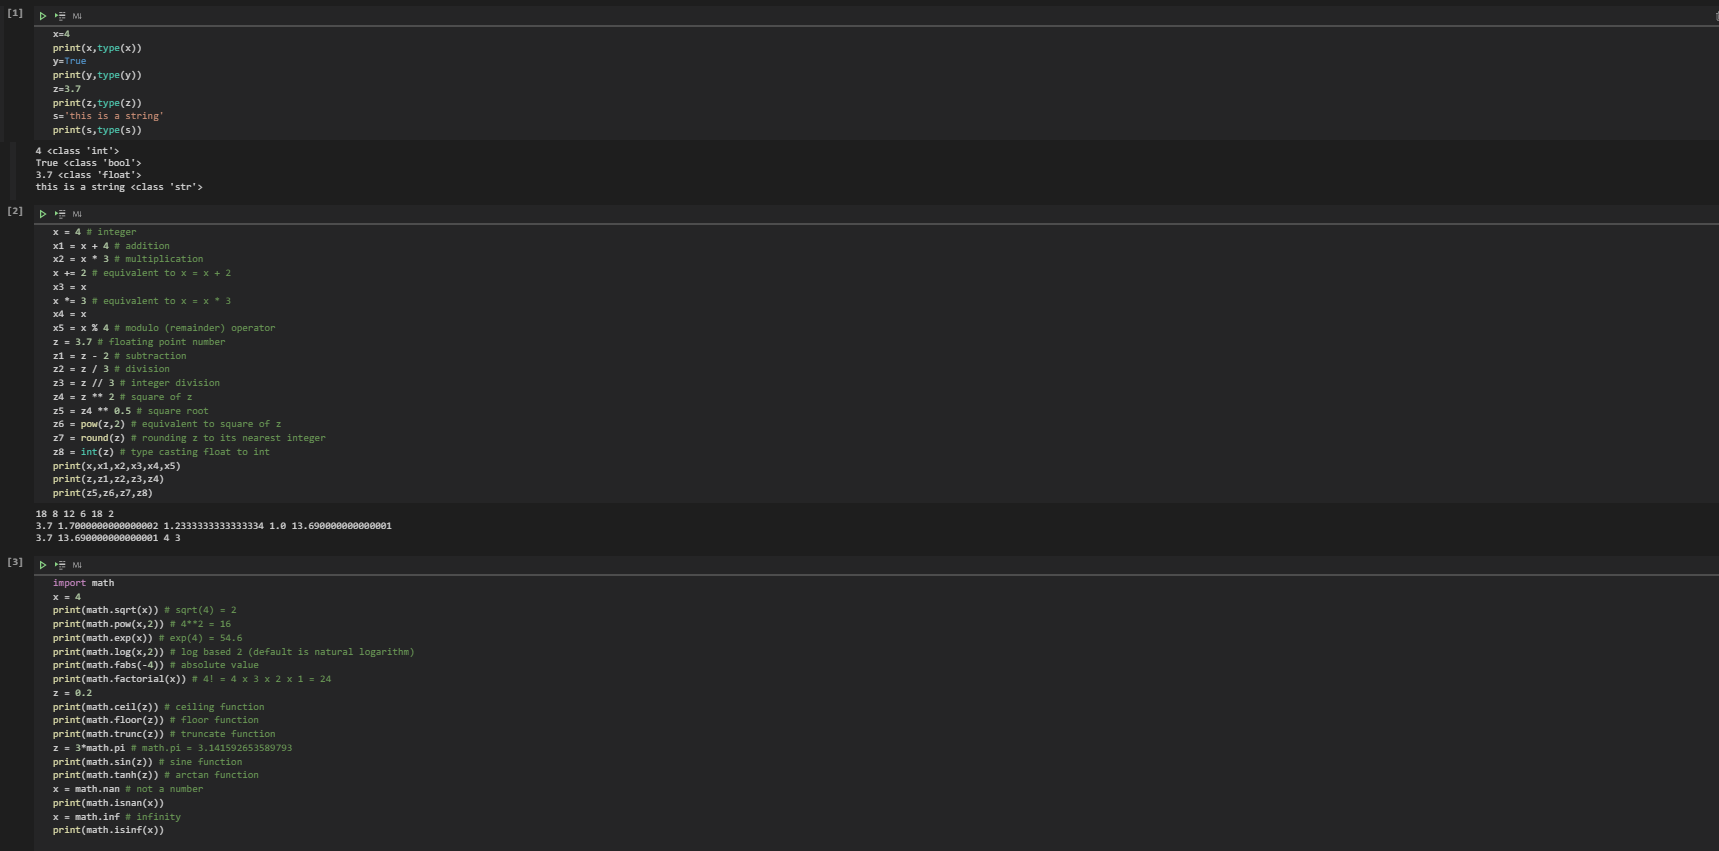 [1]
M↓
x=4
print(x,type(x))
y=True
print(y,type(y))
z=3.7
print(z,type(z))
s='this is a string'
print(s,type(s))
4 <class 'int'>
True <class 'bool'>
3.7 <class 'float'>
this is a string <class 'str'>
[2]
M↓
x = 4 # integer
x1 = x + 4 # addition
x2 = x * 3 # multiplication
x += 2 # equivalent to x = x + 2
x3 = x
x *= 3 # equivalent to x = x * 3
x4 = x
x5 = x % 4 # modulo (remainder) operator
z = 3.7 # floating point number
z1 = z - 2 # subtraction
z2 = z / 3 # division
z3 = z // 3 # integer division
z4 = z ** 2 # square of z
z5 = z4 ** 0.5 # square root
z6 = pow(z,2) # equivalent to square of z
z7 = round(z) # rounding z to its nearest integer
z8 = int(z) # type casting float to int
print(x,x1,x2,x3,x4,x5)
print(z,z1,z2,z3,z4)
print(z5,z6,z7,z8)
18 8 12 6 18 2
3.7 1.7000000000000002 1.2333333333333334 1.0 13.690000000000001
3.7 13.690000000000001 4 3
[3]
M↓
import math
x = 4
print(math.sqrt(x)) # sqrt(4) = 2
print(math.pow(x,2)) # 4**2 = 16
print(math.exp(x)) # exp(4) = 54.6
print(math.log(x,2)) # log based 2 (default is natural logarithm)
print(math.fabs(-4)) # absolute value
print(math.factorial(x)) # 4! = 4 x 3 x 2 x 1 = 24
z = 0.2
print(math.ceil(z)) # ceiling function
print(math.floor(z)) # floor function
print(math.trunc(z)) # truncate function
z = 3*math.pi # math.pi = 3.141592653589793
print(math.sin(z)) # sine function
print(math.tanh(z)) # arctan function
x = math.nan # not a number
print(math.isnan(x))
x = math.inf # infinity
print(math.isinf(x))